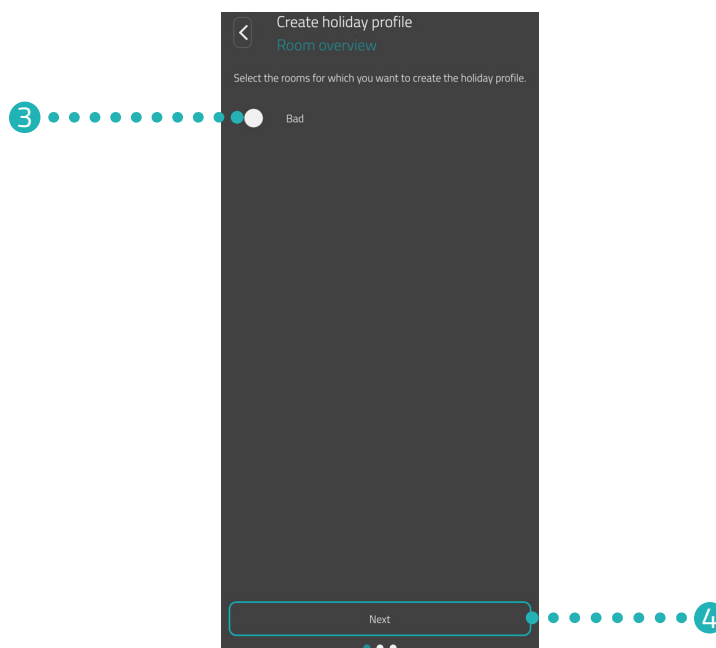 Create holiday profile
Room overview
Select the rooms for which you want to create the holiday profile.
3
Bad
Next
4